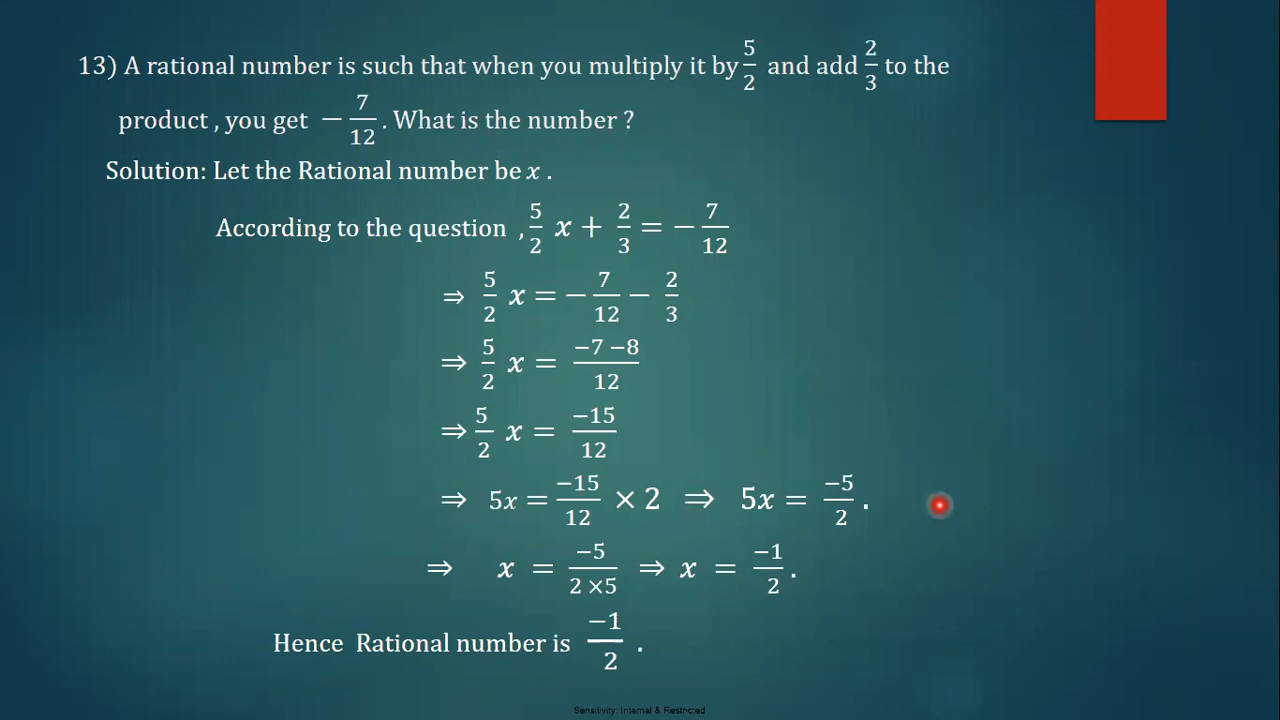 13) A rational number is such that when you multiply it by 5/2 and add 2/3 to the
product , you get − 7/12 . What is the number ?
Solution: Let the Rational number be x .
According to the question , 5/2 x + 2/3 = − 7/12
⇒ 5/2 x = − 7/12 − 2/3
⇒ 5/2 x = −7 −8/12
⇒ 5/2 x = −15/12
⇒ 5x = −15/12 × 2 ⇒ 5x = −5/2 .
⇒ x = −5/2 ×5 ⇒ x = −1/2 .
Hence Rational number is −1/2 .
Sensitivity: Internal & Restricted